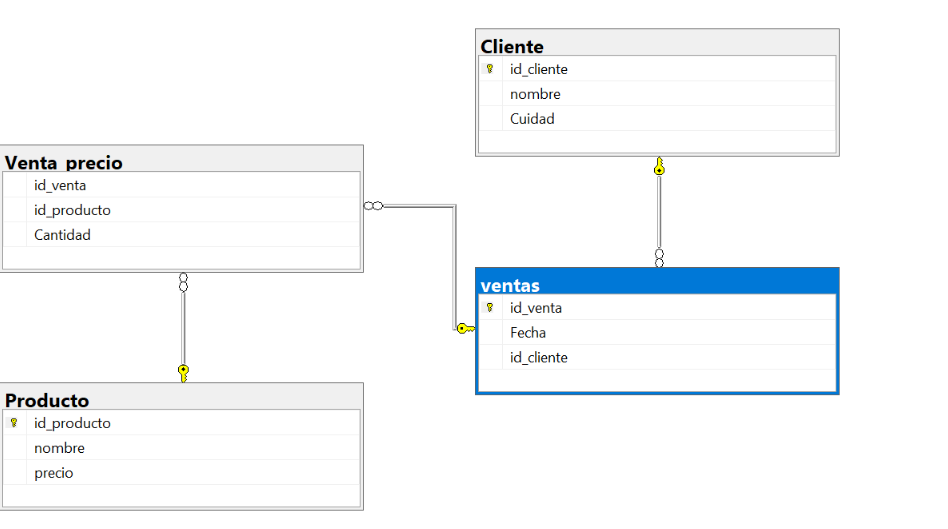 Cliente
id_cliente
nombre
Cuidad
Venta_precio
id_venta
id_producto
Cantidad
ventas
id_venta
Fecha
id_cliente
Producto
id_producto
nombre
precio